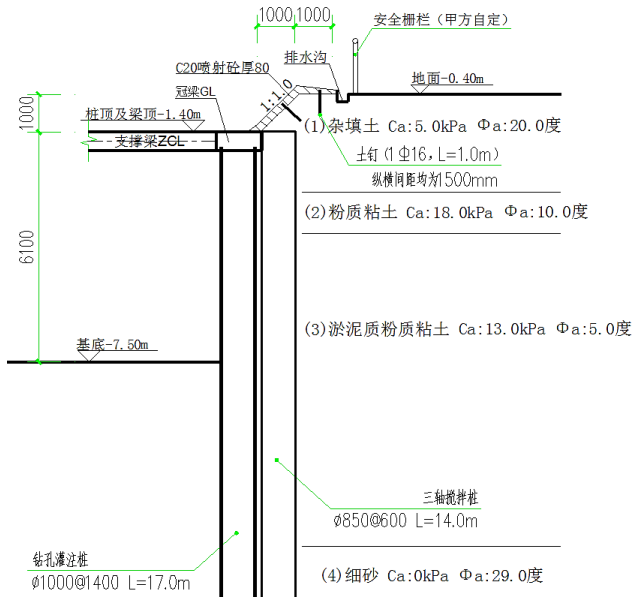 1000
1000
安全栅栏（甲方自定）
排水沟
C20喷射砼厚80
1:1.0
地面-0.40m
冠梁GL
1000
桩顶及梁顶-1.40m
(1)杂填土 Ca:5.0kPa Φa:20.0度
支撑梁ZCL
土钉(1Φ16,L=1.0m)
纵横间距均为1500mm
(2)粉质粘土 Ca:18.0kPa Φa:10.0度
6100
(3)淤泥质粉质粘土 Ca:13.0kPa Φa:5.0度
基底-7.50m
三轴搅拌桩
Ø850@600 L=14.0m
钻孔灌注桩
Ø1000@1400 L=17.0m
(4)细砂 Ca:0kPa Φa:29.0度